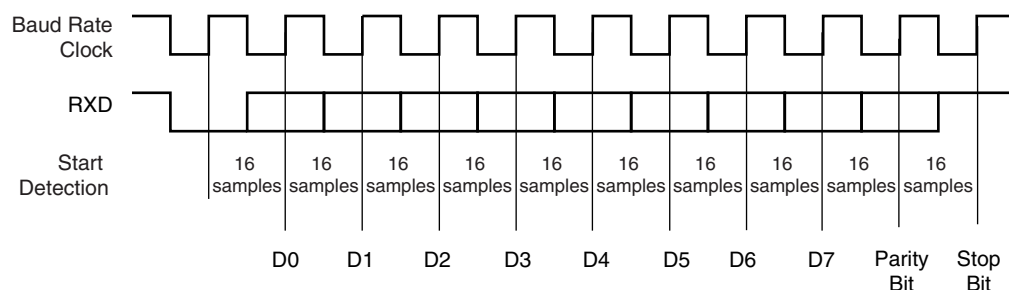 Baud Rate
Clock
RXD
Start
Detection
16 16 16 16 16 16 16 16 16 16
samples samples samples samples samples samples samples samples samples samples
D0 D1 D2 D3 D4 D5 D6 D7 Parity Stop
Bit Bit